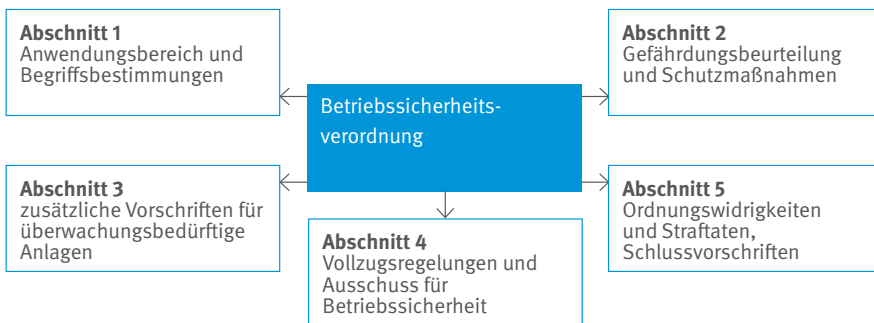 Abschnitt 1
Anwendungsbereich und
Begriffsbestimmungen
Abschnitt 2
Gefährdungsbeurteilung
und Schutzmaßnahmen
Betriebssicherheits-
verordnung
Abschnitt 3
zusätzliche Vorschriften für
überwachungsbedürftige
Anlagen
Abschnitt 4
Vollzugsregelungen und
Ausschuss für
Betriebssicherheit
Abschnitt 5
Ordnungswidrigkeiten
und Straftaten,
Schlussvorschriften